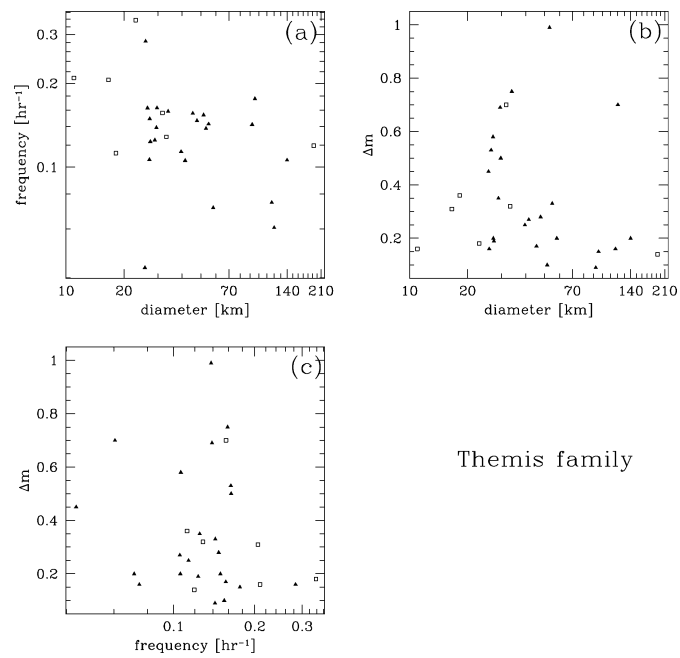 (a)
0.3
0.2
0.1
frequency [hr⁻¹]
10 20 70 140 210
diameter [km]
(b)
1
0.8
0.6
0.4
0.2
Δm
10 20 70 140 210
diameter [km]
(c)
1
0.8
0.6
0.4
0.2
Δm
0.1 0.2 0.3
frequency [hr⁻¹]
Themis family